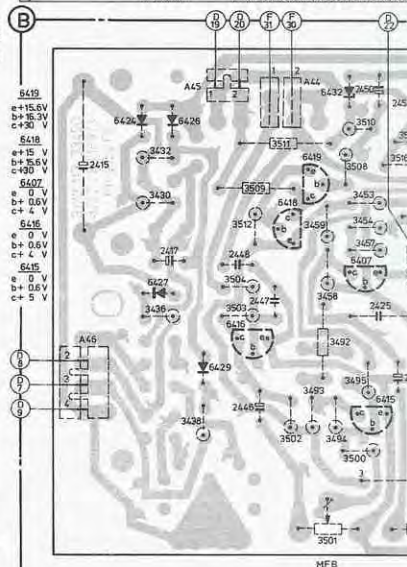 B
D 19
D 20
F 31
F 30
D 22
A45
1
2
1
2
A44
6432
2450
6419
e+15.6V
b+16.3V
c+30 V
6418
e+15 V
b+15.6V
c+30 V
6407
e 0 V
b+ 0.6V
c+ 4 V
6416
e 0 V
b+ 0.6V
c+ 4 V
6415
e 0 V
b+ 0.6V
c+ 5 V
6424
6426
3510
3511
3432
3508
2415
6419
3509
3430
3453
6418
3512
3459
3454
3457
2417
2448
6407
3504
6427
2447
3458
3436
3503
2425
6416
A46
D 8
2
3492
D 7
3
6429
D 9
4
3495
3493
6415
2446
3438
3502
3494
3500
3
3501
MFB